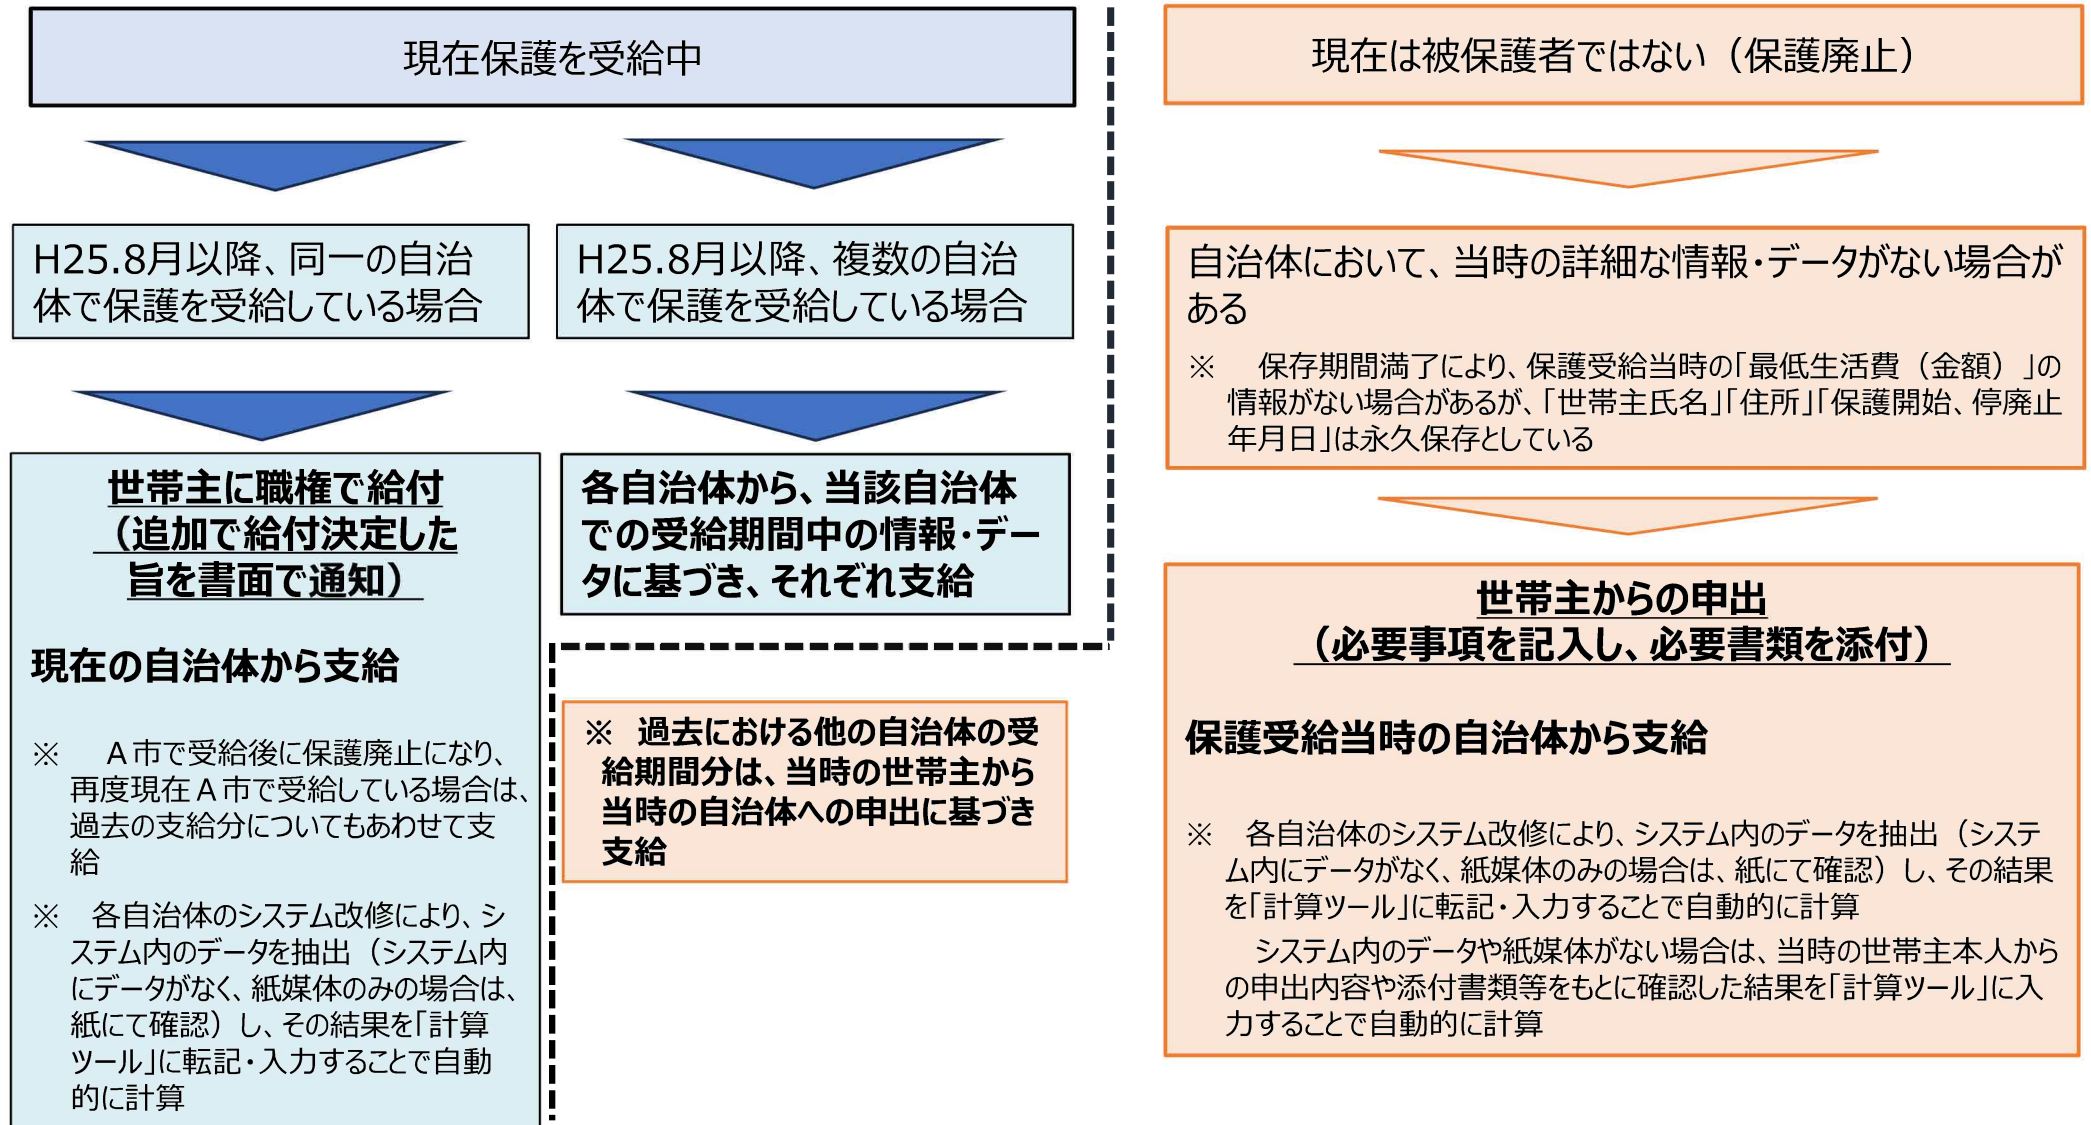 現在保護を受給中
H25.8月以降、同一の自治
体で保護を受給している場合
世帯主に職権で給付
（追加で給付決定した
旨を書面で通知）
現在の自治体から支給
※　Ａ市で受給後に保護廃止になり、
再度現在Ａ市で受給している場合は、
過去の支給分についてもあわせて支
給
※　各自治体のシステム改修により、シ
ステム内のデータを抽出（システム内
にデータがなく、紙媒体のみの場合は、
紙にて確認）し、その結果を「計算
ツール」に転記・入力することで自動
的に計算
H25.8月以降、複数の自治
体で保護を受給している場合
各自治体から、当該自治体
での受給期間中の情報・デー
タに基づき、それぞれ支給
※　過去における他の自治体の受
給期間分は、当時の世帯主から
当時の自治体への申出に基づき
支給
現在は被保護者ではない（保護廃止）
自治体において、当時の詳細な情報・データがない場合が
ある
※　保存期間満了により、保護受給当時の「最低生活費（金額）」の
情報がない場合があるが、「世帯主氏名」「住所」「保護開始、停廃止
年月日」は永久保存としている
世帯主からの申出
（必要事項を記入し、必要書類を添付）
保護受給当時の自治体から支給
※　各自治体のシステム改修により、システム内のデータを抽出（システ
ム内にデータがなく、紙媒体のみの場合は、紙にて確認）し、その結果
を「計算ツール」に転記・入力することで自動的に計算
システム内のデータや紙媒体がない場合は、当時の世帯主本人から
の申出内容や添付書類等をもとに確認した結果を「計算ツール」に入
力することで自動的に計算